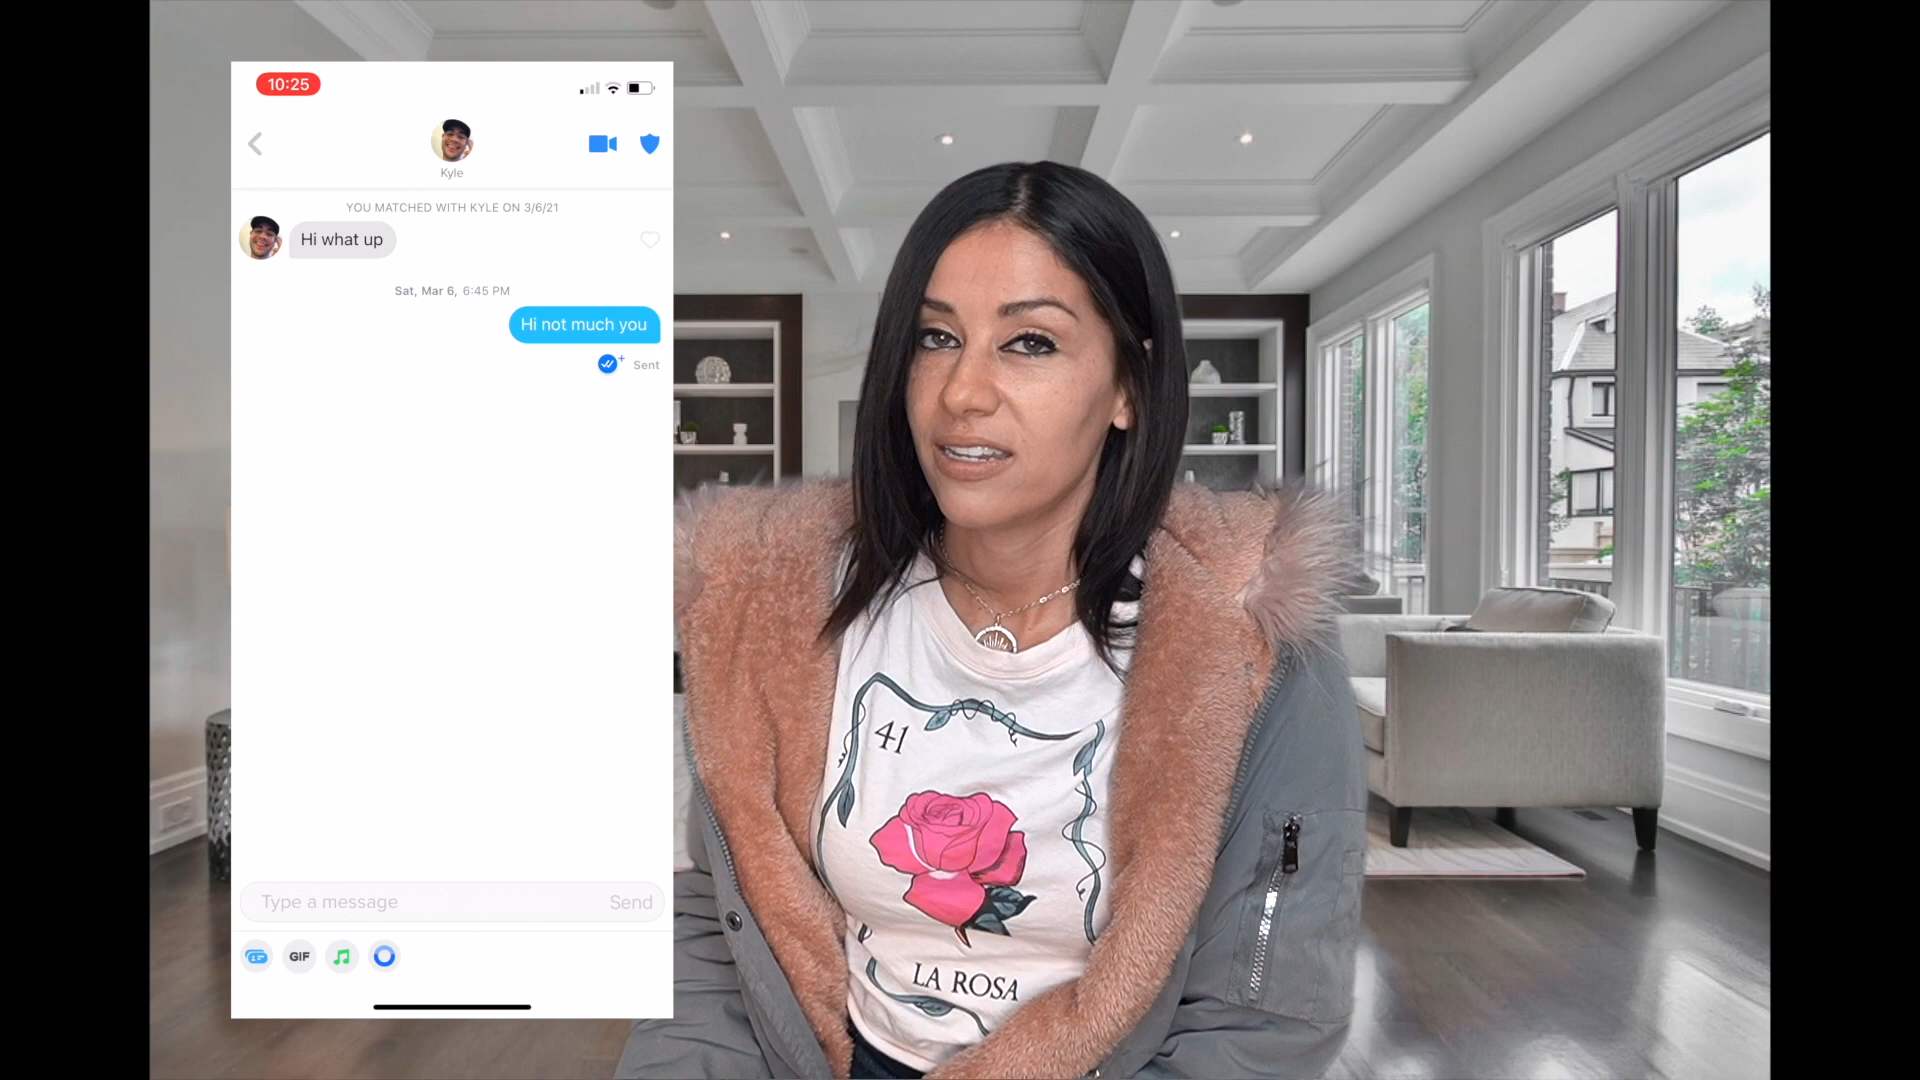 10:25
Kyle
YOU MATCHED WITH KYLE ON 3/6/21
Hi what up
Sat, Mar 6, 6:45 PM
Hi not much you
Sent
Type a message
Send
GIF
41
LA ROSA